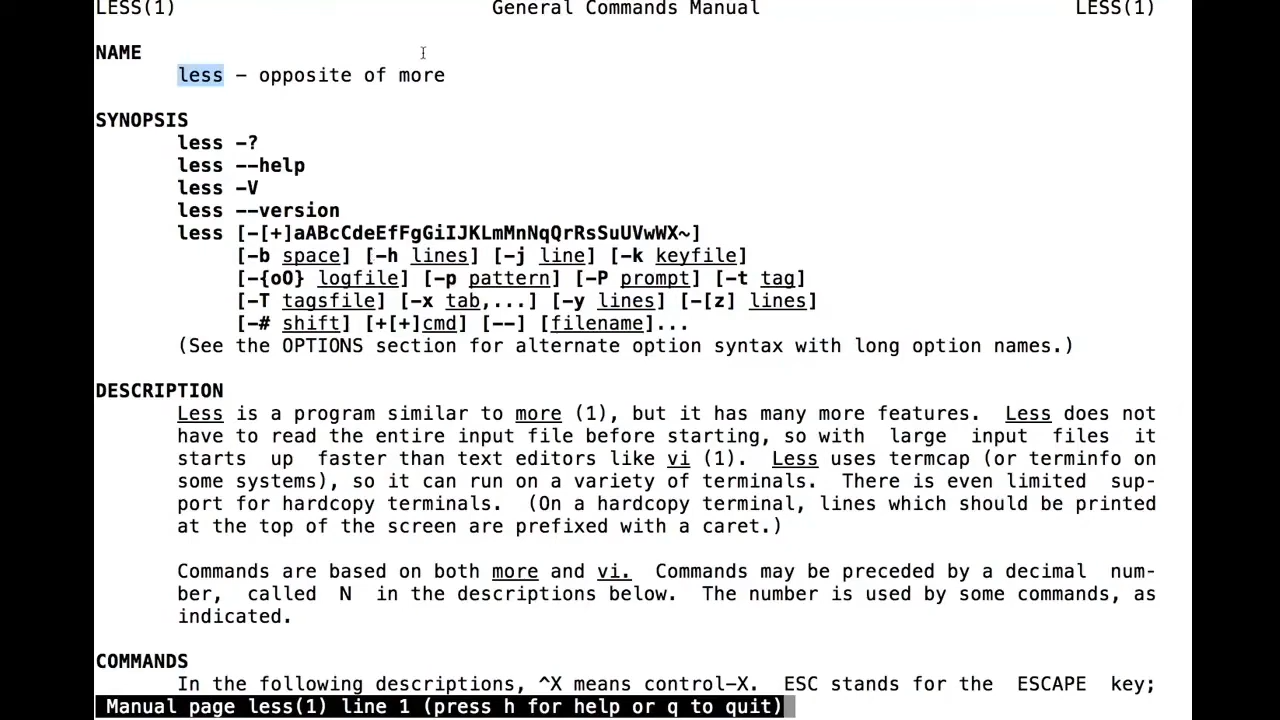 LESS(1) General Commands Manual LESS(1)
NAME
less - opposite of more
SYNOPSIS
less -?
less --help
less -V
less --version
less [-[+]aABcCdeEfFgGiIJKLmMnNqQrRsSuUVwWX~]
[-b space] [-h lines] [-j line] [-k keyfile]
[-{oO} logfile] [-p pattern] [-P prompt] [-t tag]
[-T tagsfile] [-x tab,...] [-y lines] [-[z] lines]
[-# shift] [+[+]cmd] [--] [filename]...
(See the OPTIONS section for alternate option syntax with long option names.)
DESCRIPTION
Less is a program similar to more (1), but it has many more features. Less does not
have to read the entire input file before starting, so with large input files it
starts up faster than text editors like vi (1). Less uses termcap (or terminfo on
some systems), so it can run on a variety of terminals. There is even limited sup-
port for hardcopy terminals. (On a hardcopy terminal, lines which should be printed
at the top of the screen are prefixed with a caret.)
Commands are based on both more and vi. Commands may be preceded by a decimal num-
ber, called N in the descriptions below. The number is used by some commands, as
indicated.
COMMANDS
In the following descriptions, ^X means control-X. ESC stands for the ESCAPE key;
Manual page less(1) line 1 (press h for help or q to quit)